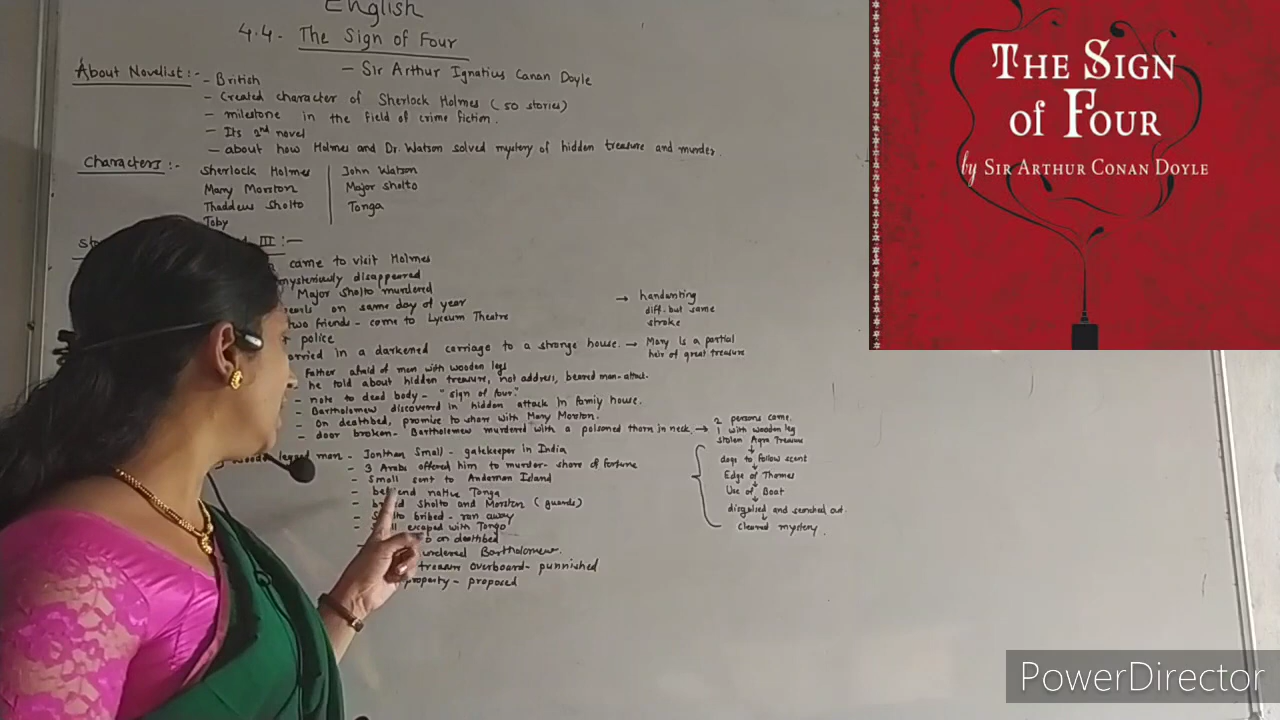 English
4.4. The Sign of Four
- Sir Arthur Ignatius Canan Doyle
About Novelist :-
- British
- Created character of Sherlock Holmes ( 50 stories)
- milestone in the field of crime fiction.
- Its 2nd novel
- about how Holmes and Dr. Watson solved mystery of hidden treasure and murder.
Characters :-
Sherlock Holmes | John Watson
Mary Morston | Major Sholto
Thaddeus Sholto | Tonga
Toby
III :-
came to visit Holmes
mysteriously disappeared
Major Sholto murdered
on same day of year
two friends - come to Lyceum Theatre
police
in a darkened carriage to a strange house. → Mary is a partial
heir of great treasure
→ handwriting
diff. but same
stroke
Father afraid of man with wooden legs
- he told about hidden treasure, not address, beared man - attack.
- note to dead body - "sign of four."
- Bartholomew discovered in hidden attack in family house.
- On deathbed, promise to share with Mary Morston.
- door broken - Bartholomew murdered with a poisoned thorn in neck. →
2 persons came.
1 with wooden leg
stolen Agra Treasure
↓
dogs to follow scent
↓
Edge of Thames
↓
Use of Boat
↓
disguised and searched out.
↓
cleared mystery.
legged man - Jonthan Small - gatekeeper in India
- 3 Arabs offered him to murder - share of fortune
- Small sent to Andaman Island
- native Tonga
- Sholto and Morston ( guards)
- bribed - ran away
- escaped with Tonga
on deathbed
Bartholomew.
treasure overboard - punnished
property - proposed
THE SIGN
OF FOUR
by SIR ARTHUR CONAN DOYLE
PowerDirector